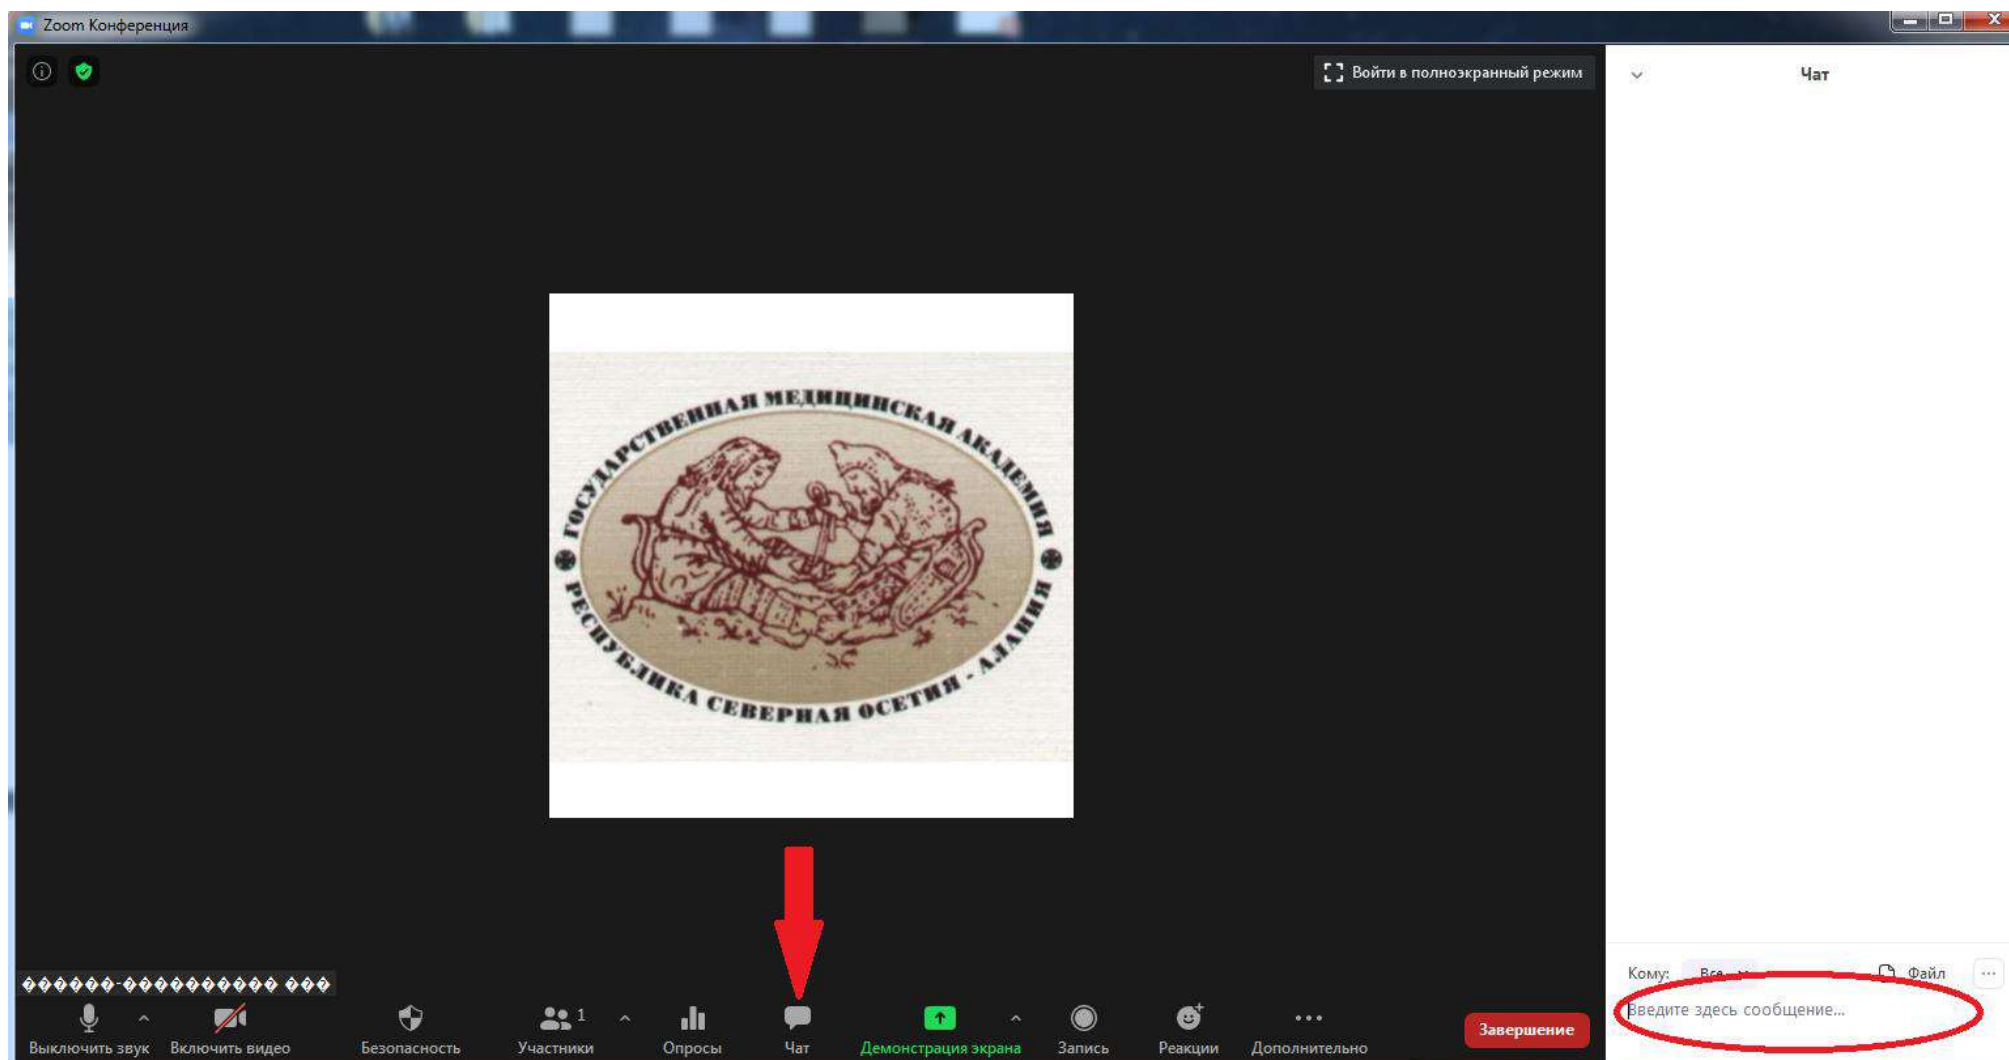 Zoom Конференция
Войти в полноэкранный режим
Чат
ГОСУДАРСТВЕННАЯ МЕДИЦИНСКАЯ АКАДЕМИЯ
РЕСПУБЛИКА СЕВЕРНАЯ ОСЕТИЯ - АЛАНИЯ
������-���������� ���
Кому: Все Файл
Введите здесь сообщение...
Выключить звук Включить видео Безопасность Участники 1 Опросы Чат Демонстрация экрана Запись Реакции Дополнительно Завершение